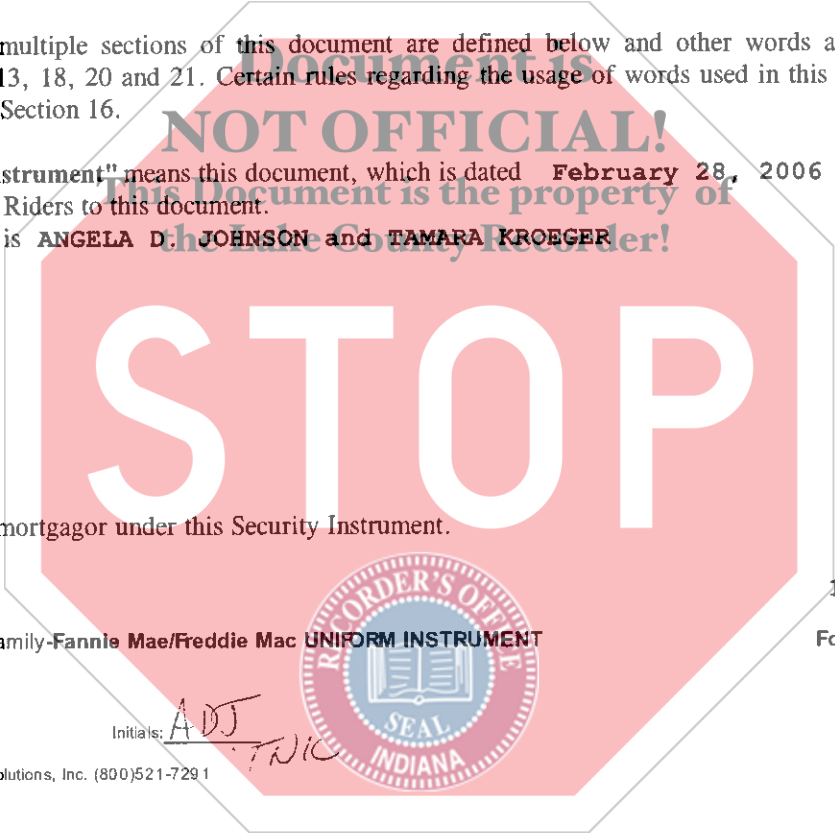 multiple sections of this document are defined below and other words a
Document is
13, 18, 20 and 21. Certain rules regarding the usage of words used in this
Section 16.
NOT OFFICIAL!
strument" means this document, which is dated February 28, 2006
This Document is the property of
Riders to this document.
is ANGELA D. JOHNSON and TAMARA KROEGER
the Lake County Recorder!
STOP
mortgagor under this Security Instrument.
1
amily-Fannie Mae/Freddie Mac UNIFORM INSTRUMENT
Fo
RECORDER'S OFFICE
SEAL
INDIANA
Initials: ADJ
TNK
olutions, Inc. (800)521-7291